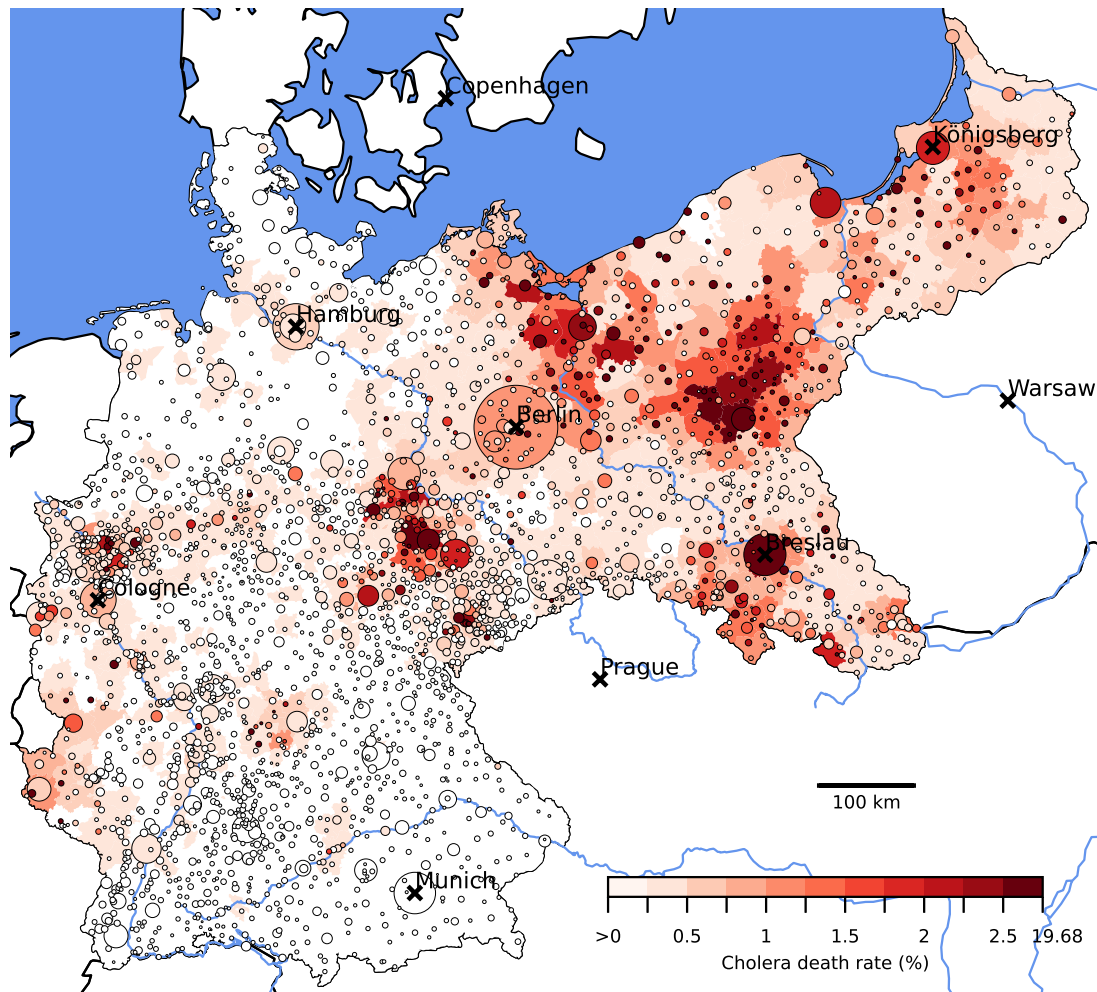 Copenhagen
Königsberg
Hamburg
Berlin
Warsaw
Breslau
Cologne
Prague
100 km
Munich
>0 0.5 1 1.5 2 2.5 19.68
Cholera death rate (%)